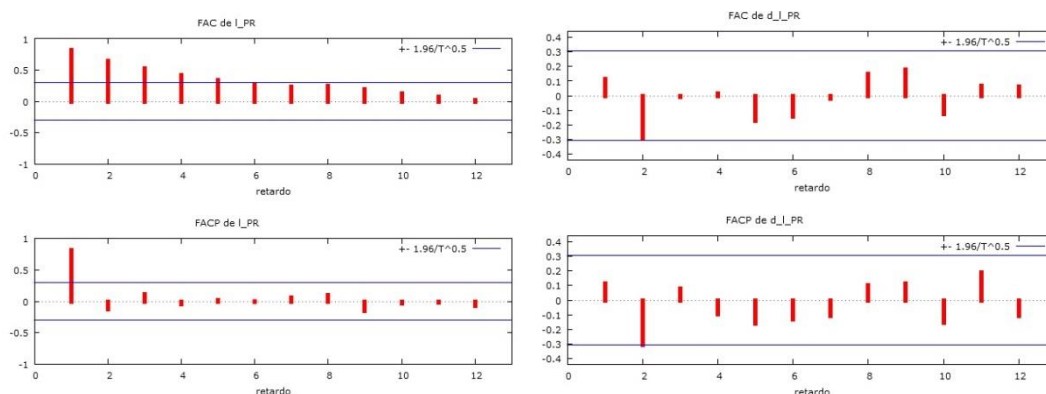 FAC de l_PR
+- 1.96/T^0.5
1
0.5
0
-0.5
-1
0 2 4 6 8 10 12
retardo
FACP de l_PR
+- 1.96/T^0.5
1
0.5
0
-0.5
-1
0 2 4 6 8 10 12
retardo
FAC de d_l_PR
+- 1.96/T^0.5
0.4
0.3
0.2
0.1
0
-0.1
-0.2
-0.3
-0.4
0 2 4 6 8 10 12
retardo
FACP de d_l_PR
+- 1.96/T^0.5
0.4
0.3
0.2
0.1
0
-0.1
-0.2
-0.3
-0.4
0 2 4 6 8 10 12
retardo